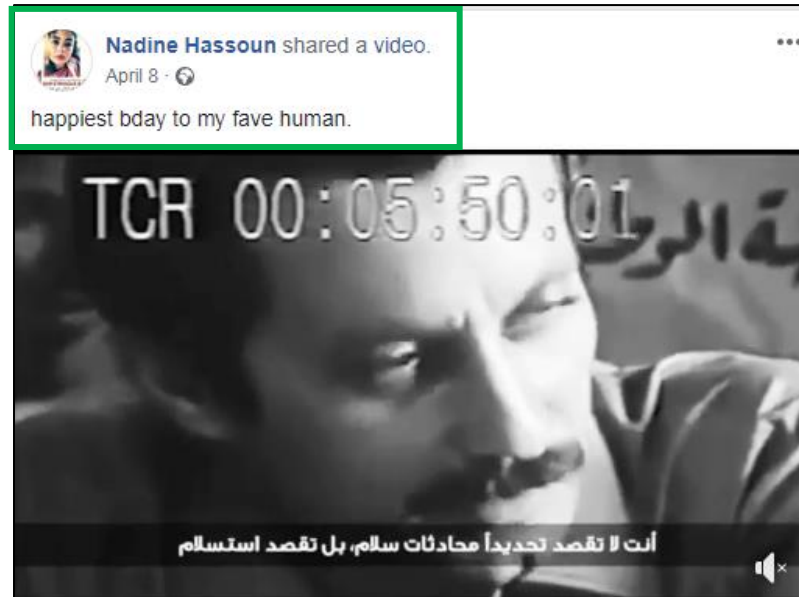 Nadine Hassoun shared a video.
April 8
happiest bday to my fave human.
TCR 00:05:50:01
أنت لا تقصد تحديداً محادثات سلام، بل تقصد استسلام